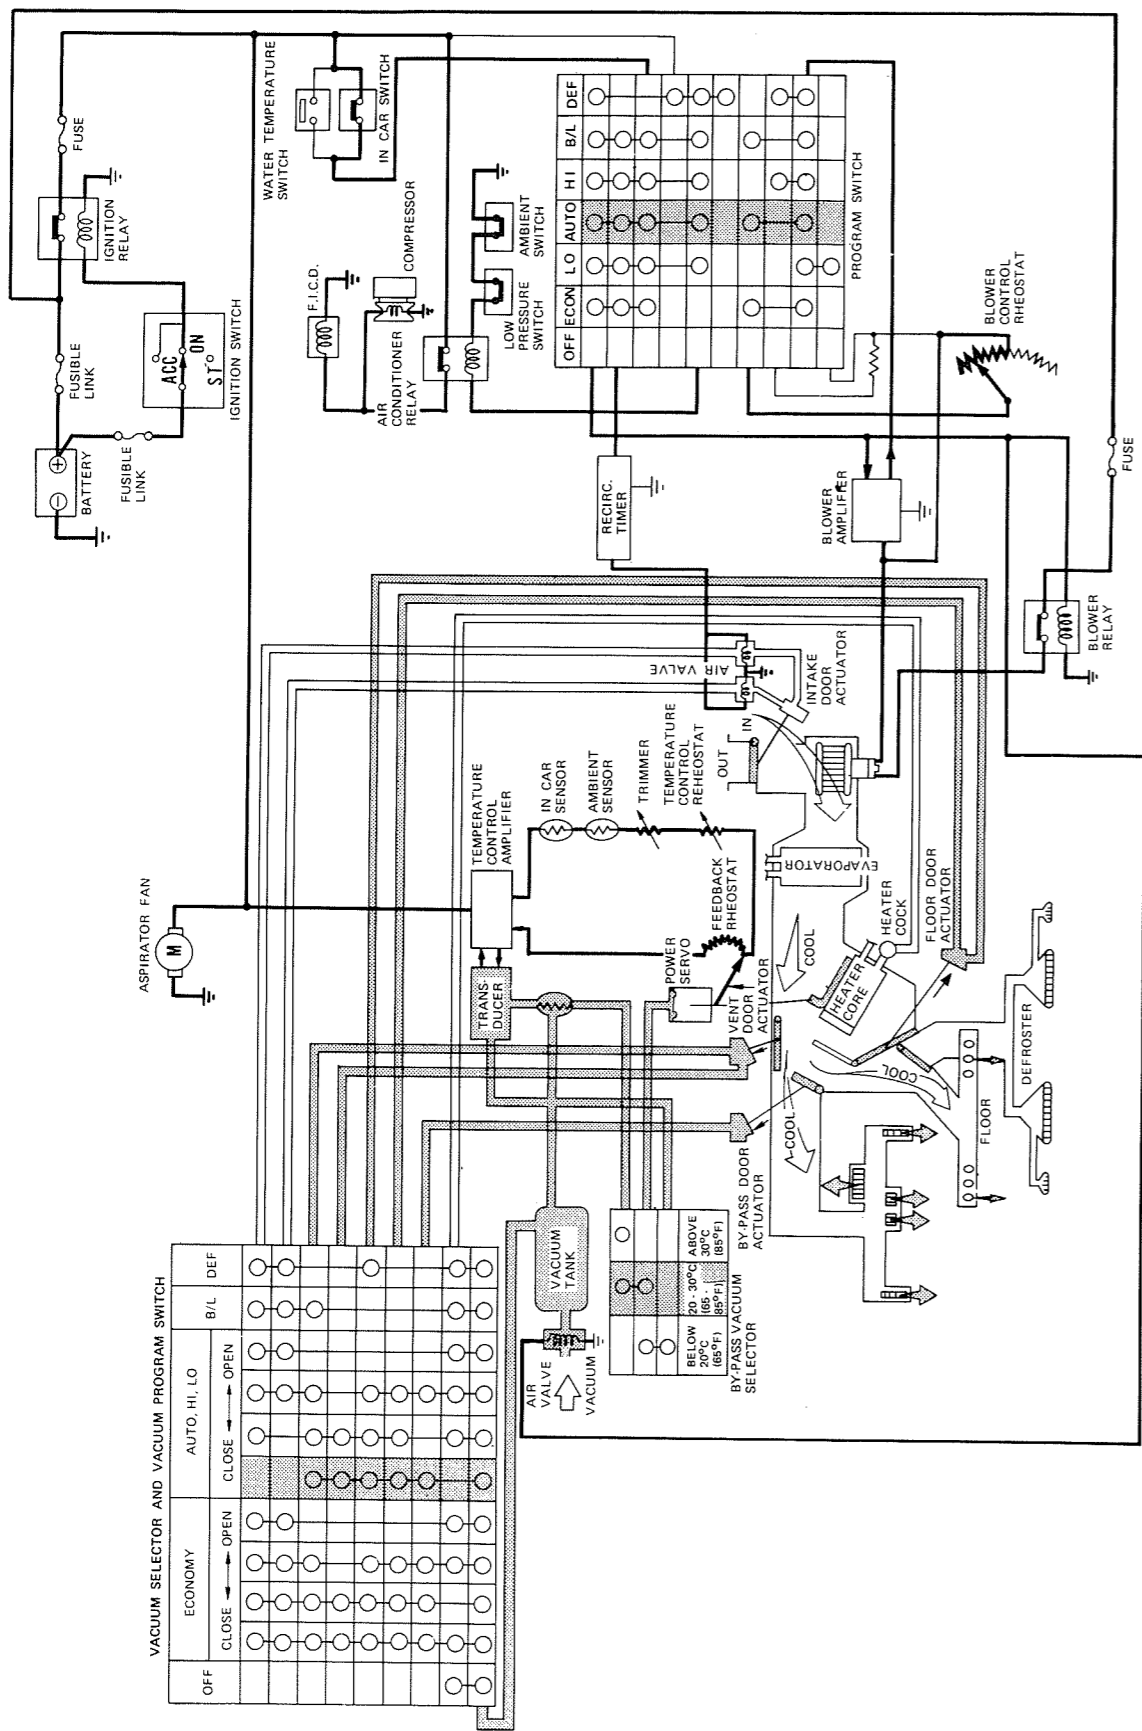 VACUUM SELECTOR AND VACUUM PROGRAM SWITCH
OFF
ECONOMY
CLOSE
OPEN
AUTO, HI, LO
CLOSE
OPEN
B/L
DEF
AIR
VALVE
VACUUM
VACUUM
TANK
BELOW
20°C
(65°F)
20 - 30°C
(65 -
85°F)
ABOVE
30°C
(85°F)
BY-PASS VACUUM
SELECTOR
BY-PASS DOOR
ACTUATOR
ASPIRATOR FAN
M
TRANS-
DUCER
TEMPERATURE
CONTROL
AMPLIFIER
IN CAR
SENSOR
AMBIENT
SENSOR
TRIMMER
TEMPERATURE
CONTROL
REHEOSTAT
FEEDBACK
RHEOSTAT
POWER
SERVO
VENT
DOOR
ACTUATOR
COOL
COOL
COOL
HEATER
CORE
HEATER
COCK
EVAPORATOR
FLOOR DOOR
ACTUATOR
FLOOR
DEFROSTER
OUT
IN
AIR VALVE
INTAKE
DOOR
ACTUATOR
BLOWER
RELAY
BATTERY
FUSIBLE
LINK
FUSIBLE
LINK
ACC
ON
ST
IGNITION SWITCH
IGNITION
RELAY
FUSE
WATER TEMPERATURE
SWITCH
IN CAR SWITCH
F.I.C.D.
COMPRESSOR
AIR
CONDITIONER
RELAY
LOW
PRESSURE
SWITCH
AMBIENT
SWITCH
RECIRC.
TIMER
OFF
ECON
LO
AUTO
HI
B/L
DEF
PROGRAM SWITCH
BLOWER
AMPLIFIER
BLOWER
CONTROL
RHEOSTAT
FUSE